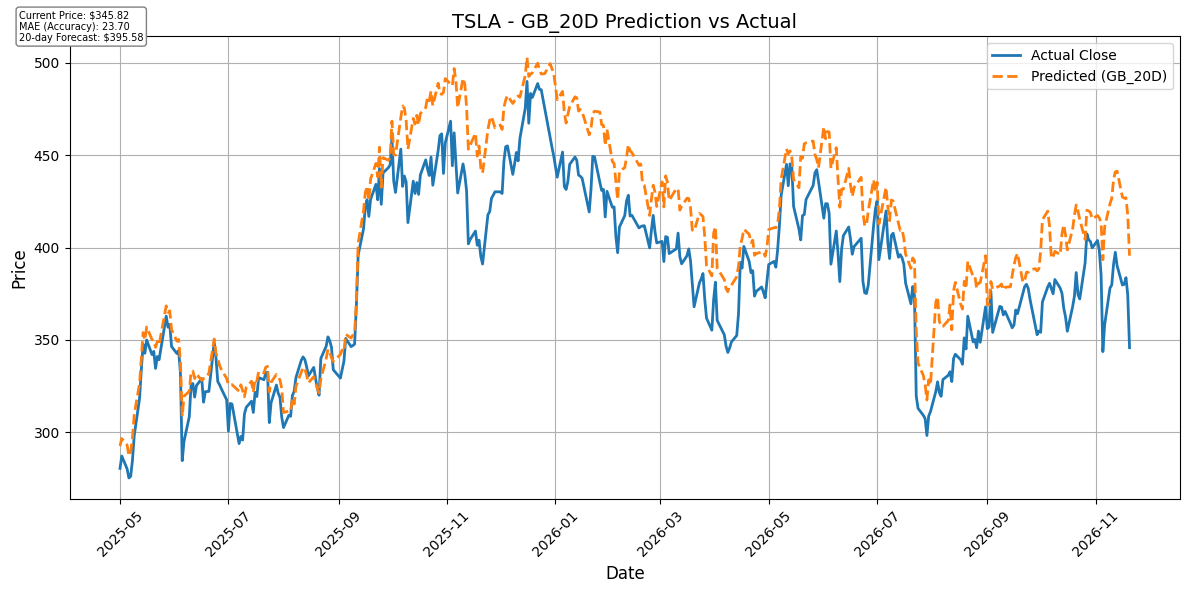 Current Price: $345.82
MAE (Accuracy): 23.70
20-day Forecast: $395.58
TSLA - GB_20D Prediction vs Actual
Actual Close
Predicted (GB_20D)
Price
500
450
400
350
300
2025-05
2025-07
2025-09
2025-11
2026-01
2026-03
2026-05
2026-07
2026-09
2026-11
Date